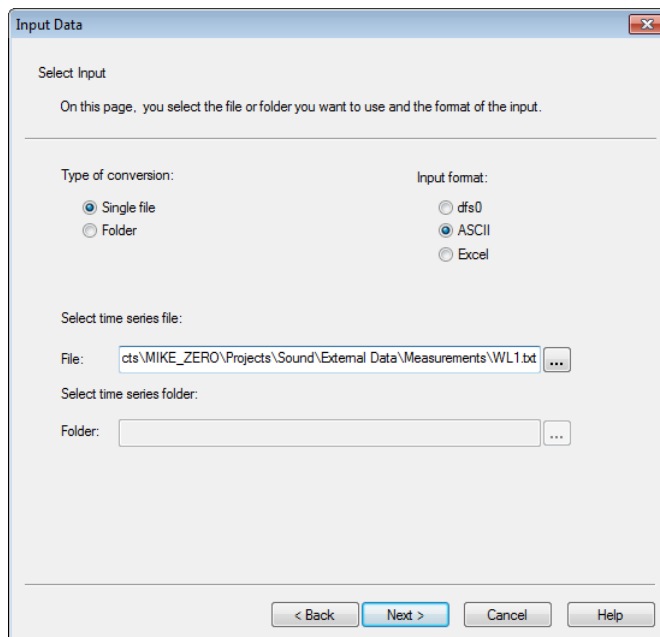 Input Data
Select Input
On this page, you select the file or folder you want to use and the format of the input.
Type of conversion:
Input format:
Single file
dfs0
Folder
ASCII
Excel
Select time series file:
File: cts\MIKE_ZERO\Projects\Sound\External Data\Measurements\WL1.txt ...
Select time series folder:
Folder: ...
< Back Next > Cancel Help